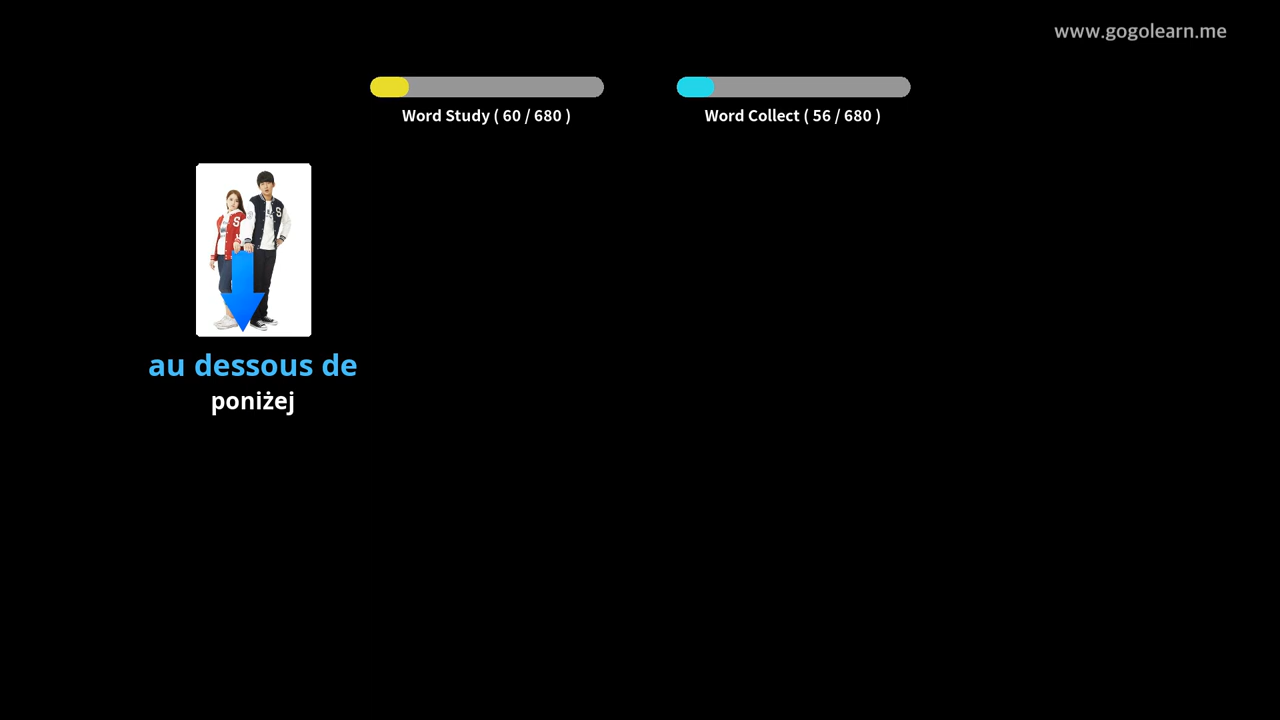 www.gogolearn.me
Word Study ( 60 / 680 )
Word Collect ( 56 / 680 )
S
S
au dessous de
poniżej